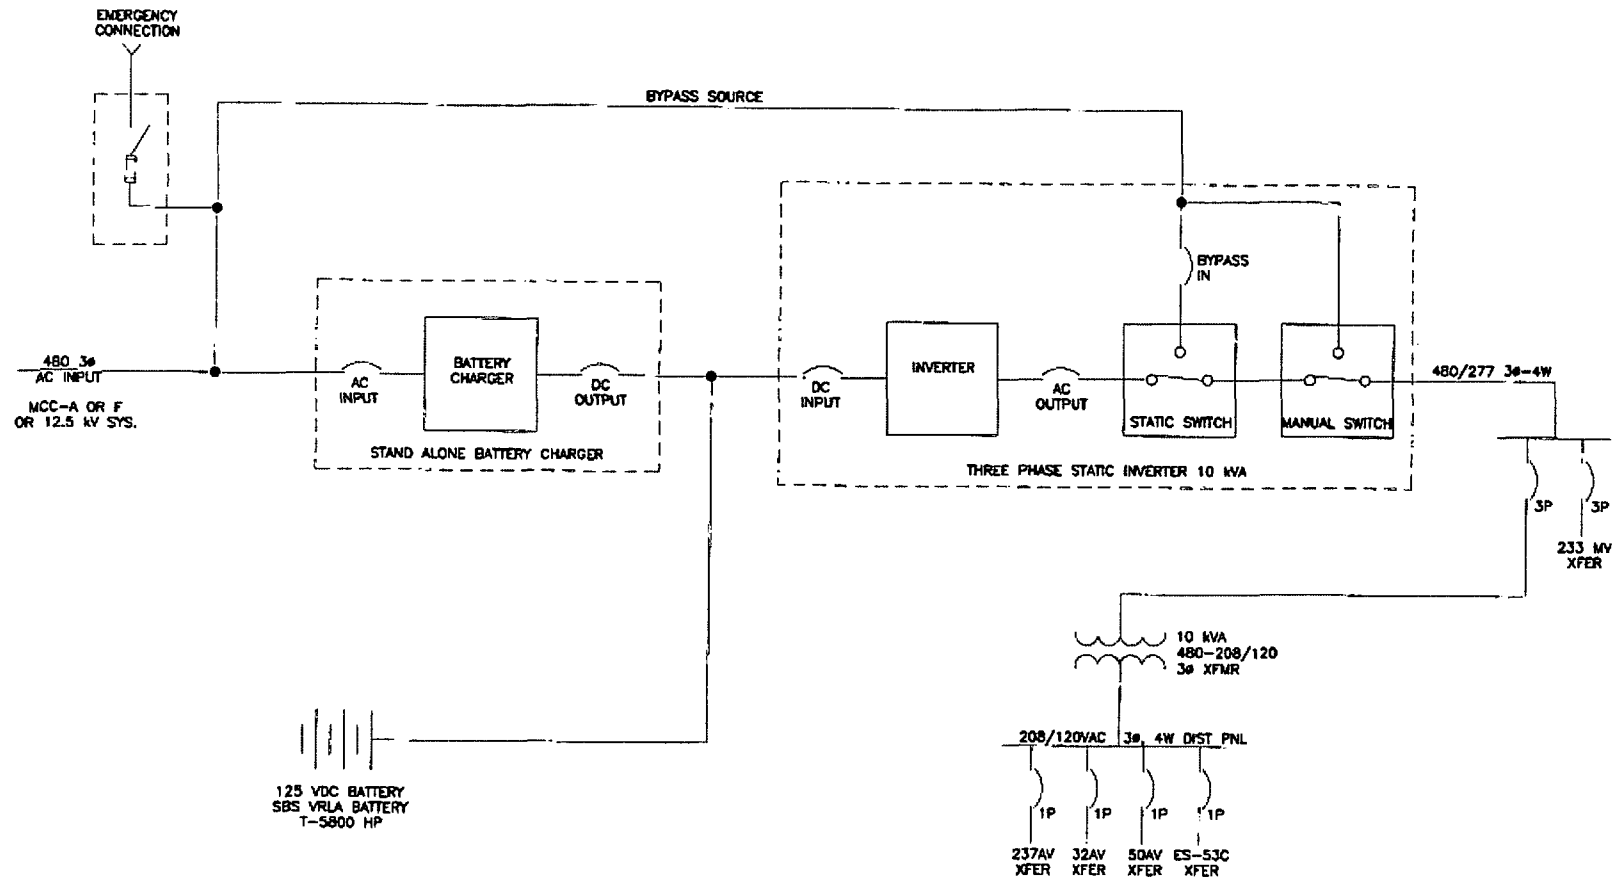 EMERGENCY
CONNECTION
BYPASS SOURCE
BYPASS
IN
480 3ø
AC INPUT
MCC-A OR F
OR 12.5 kV SYS.
AC
INPUT
BATTERY
CHARGER
DC
OUTPUT
STAND ALONE BATTERY CHARGER
DC
INPUT
INVERTER
AC
OUTPUT
STATIC SWITCH
MANUAL SWITCH
THREE PHASE STATIC INVERTER 10 kVA
480/277 3ø-4W
3P
3P
233 MV
XFER
10 kVA
480-208/120
3ø XFMR
208/120VAC 3ø, 4W DIST PNL
1P
1P
1P
1P
237AV
XFER
32AV
XFER
50AV
XFER
ES-53C
XFER
125 VDC BATTERY
SBS VRLA BATTERY
T-5800 HP